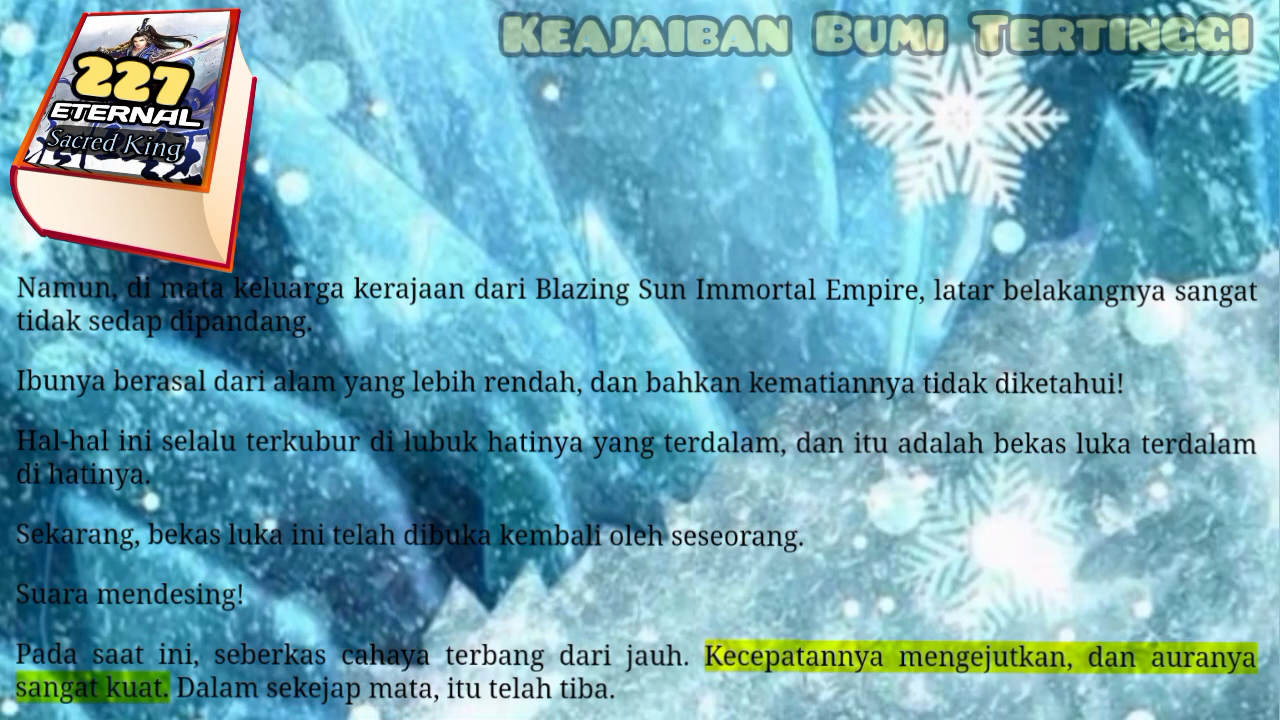 Keajaiban Bumi Tertinggi
227
ETERNAL
Sacred King
Namun, di mata keluarga kerajaan dari Blazing Sun Immortal Empire, latar belakangnya sangat
tidak sedap dipandang.
Ibunya berasal dari alam yang lebih rendah, dan bahkan kematiannya tidak diketahui!
Hal-hal ini selalu terkubur di lubuk hatinya yang terdalam, dan itu adalah bekas luka terdalam
di hatinya.
Sekarang, bekas luka ini telah dibuka kembali oleh seseorang.
Suara mendesing!
Pada saat ini, seberkas cahaya terbang dari jauh. Kecepatannya mengejutkan, dan auranya
sangat kuat. Dalam sekejap mata, itu telah tiba.